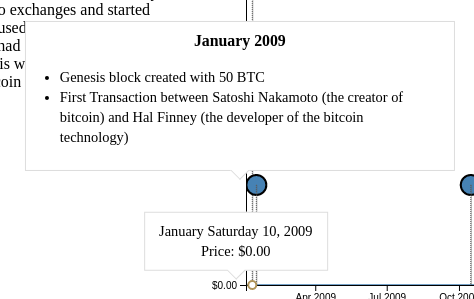 o exchanges and started
used
had
is w
coin
January 2009
• Genesis block created with 50 BTC
• First Transaction between Satoshi Nakamoto (the creator of
bitcoin) and Hal Finney (the developer of the bitcoin
technology)
January Saturday 10, 2009
Price: $0.00
$0.00
Apr 2009 Jul 2009 Oct 200